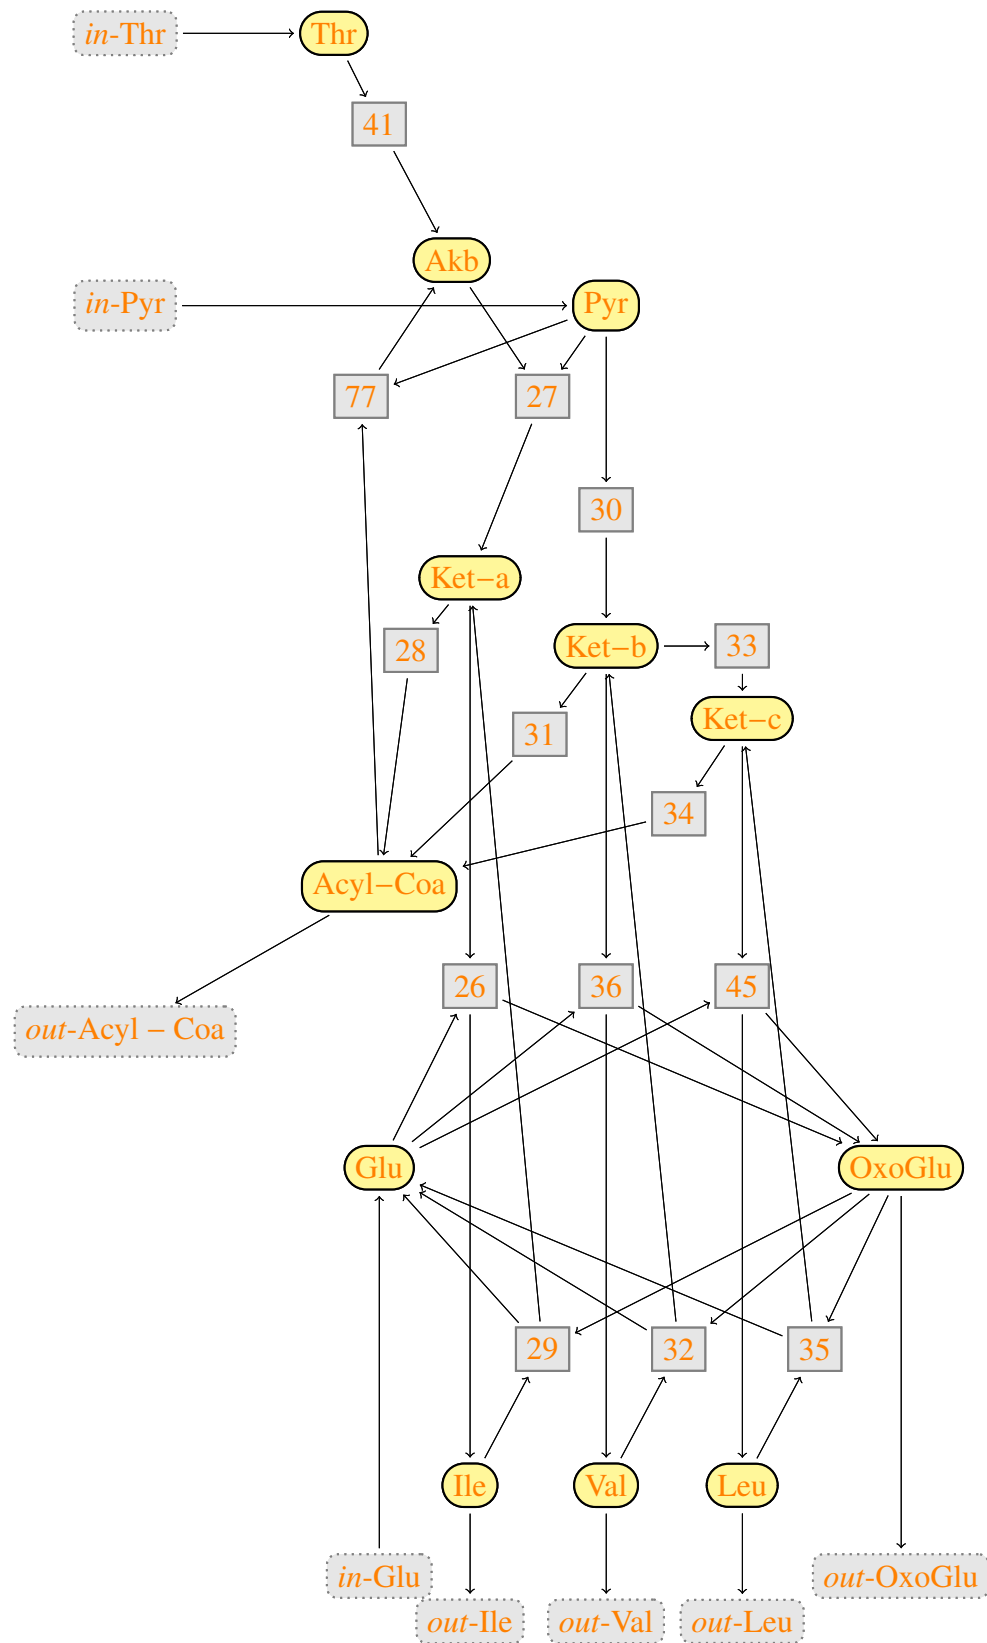 in-Thr
Thr
41
Akb
in-Pyr
Pyr
77
27
30
Ket−a
28
Ket−b
33
31
Ket−c
34
Acyl−Coa
26
36
45
out-Acyl − Coa
Glu
OxoGlu
29
32
35
Ile
Val
Leu
in-Glu
out-OxoGlu
out-Ile
out-Val
out-Leu